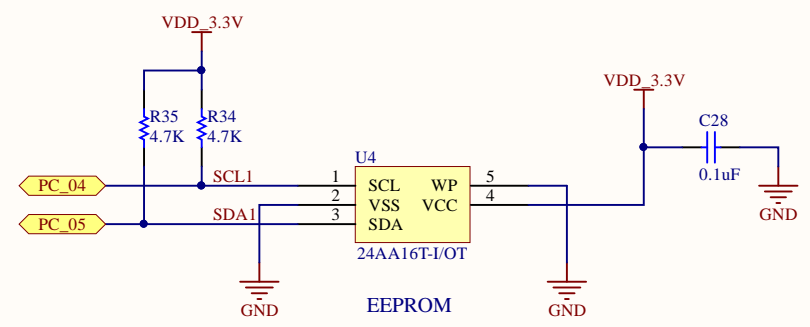 VDD_3.3V
VDD_3.3V
R35
4.7K
R34
4.7K
C28
0.1uF
U4
PC_04
SCL1
1
SCL
WP
5
2
VSS
VCC
4
PC_05
SDA1
3
SDA
24AA16T-I/OT
GND
GND
GND
EEPROM